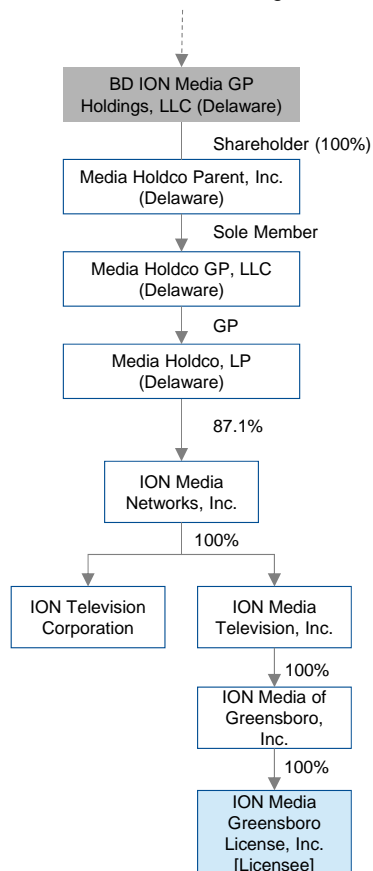 BD ION Media GP
Holdings, LLC (Delaware)
Shareholder (100%)
Media Holdco Parent, Inc.
(Delaware)
Sole Member
Media Holdco GP, LLC
(Delaware)
GP
Media Holdco, LP
(Delaware)
87.1%
ION Media
Networks, Inc.
100%
ION Television
Corporation
ION Media
Television, Inc.
100%
ION Media of
Greensboro,
Inc.
100%
ION Media
Greensboro
License, Inc.
[Licensee]